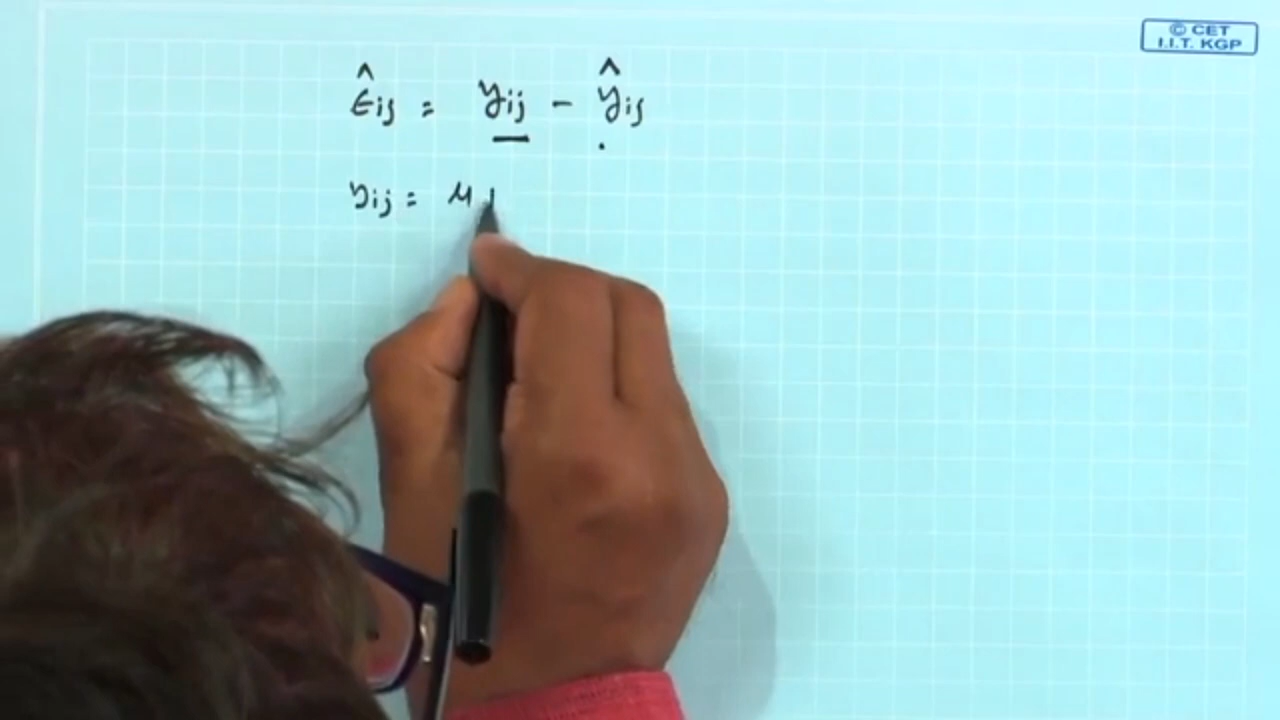 © CET
I.I.T. KGP
ε̂ij = yij - ŷij
yij = μ